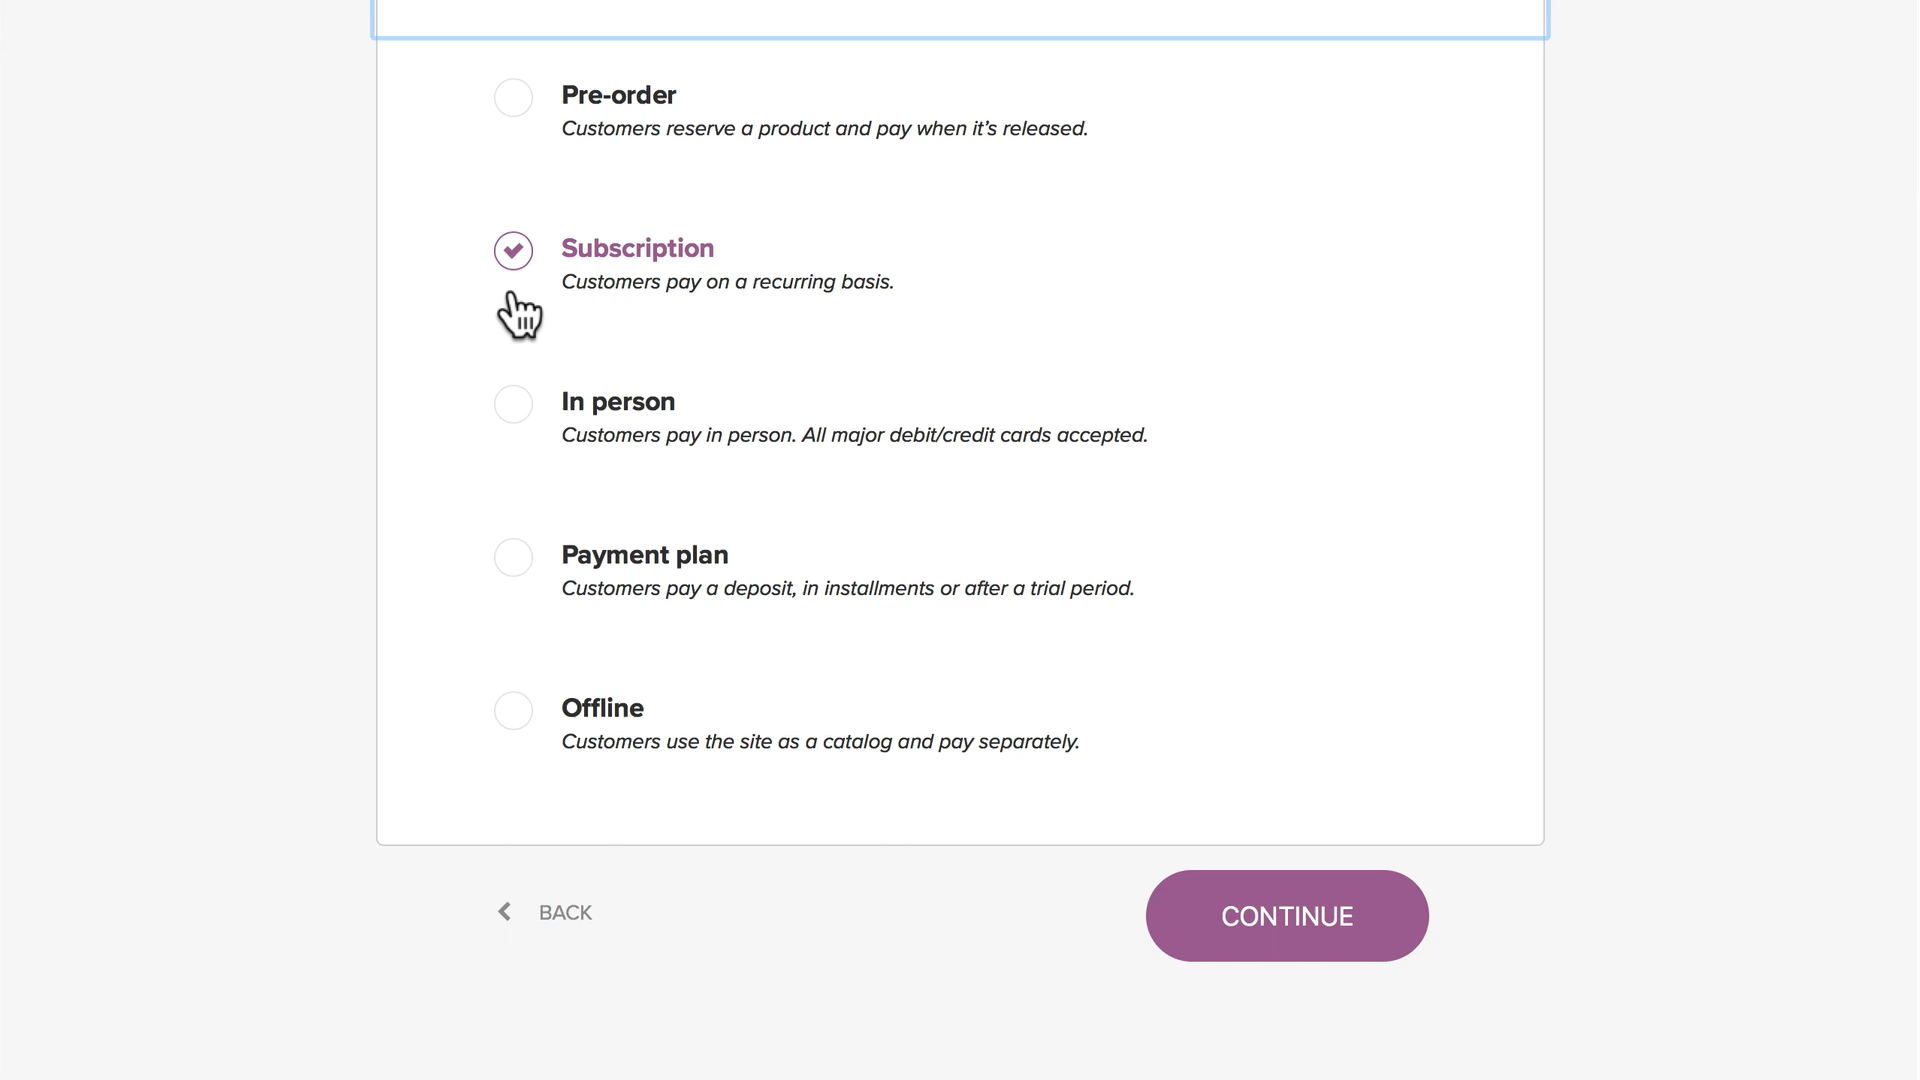 Pre-order
Customers reserve a product and pay when it’s released.
Subscription
Customers pay on a recurring basis.
In person
Customers pay in person. All major debit/credit cards accepted.
Payment plan
Customers pay a deposit, in installments or after a trial period.
Offline
Customers use the site as a catalog and pay separately.
BACK
CONTINUE